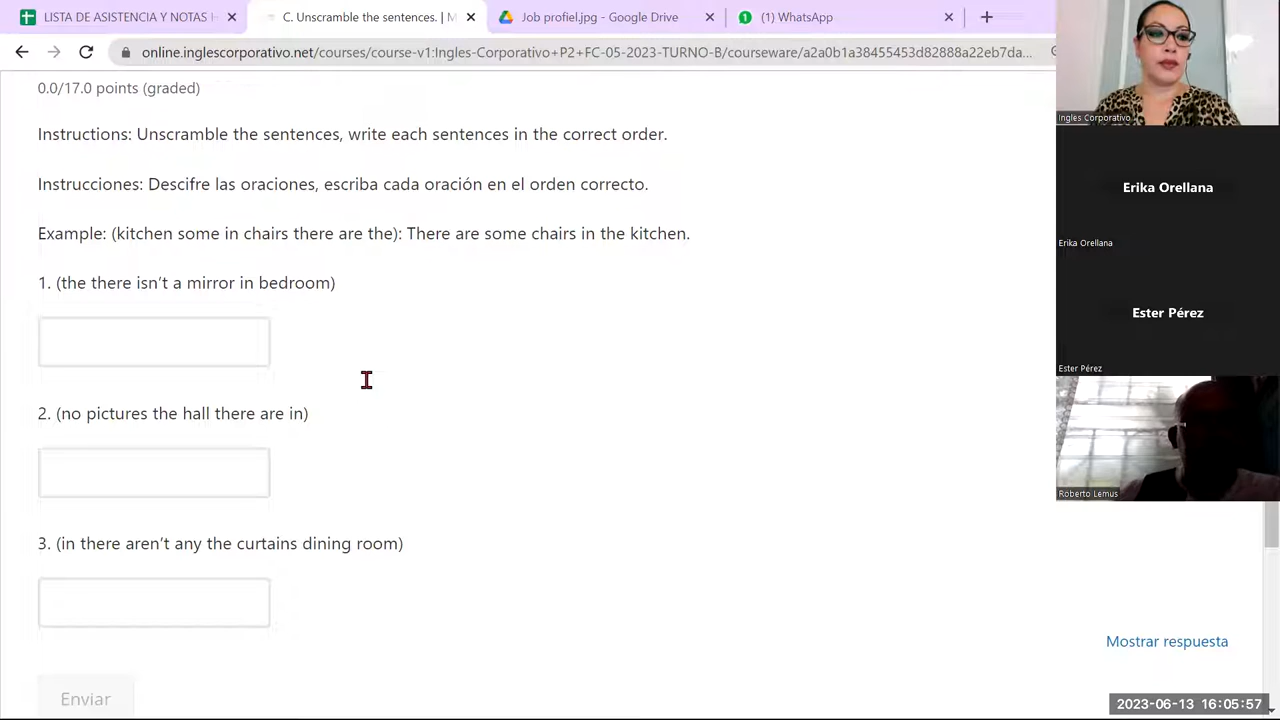 LISTA DE ASISTENCIA Y NOTAS
C. Unscramble the sentences. |
Job profiel.jpg - Google Drive
(1) WhatsApp
online.inglescorporativo.net/courses/course-v1:Ingles-Corporativo+P2+FC-05-2023-TURNO-B/courseware/a2a0b1a38455453d82888a22eb7da...
0.0/17.0 points (graded)
Instructions: Unscramble the sentences, write each sentences in the correct order.
Instrucciones: Descifre las oraciones, escriba cada oración en el orden correcto.
Example: (kitchen some in chairs there are the): There are some chairs in the kitchen.
1. (the there isn’t a mirror in bedroom)
2. (no pictures the hall there are in)
3. (in there aren’t any the curtains dining room)
Mostrar respuesta
Enviar
Ingles Corporativo
Erika Orellana
Erika Orellana
Ester Pérez
Ester Pérez
Roberto Lemus
2023-06-13 16:05:57